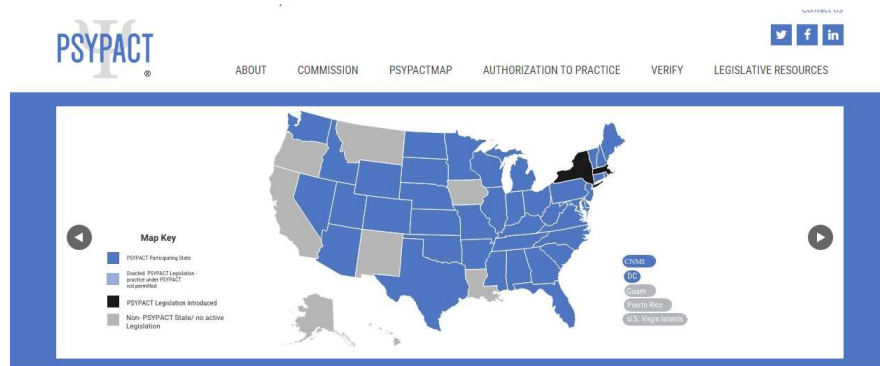 Contact Us
PSYPACT
®
ABOUT COMMISSION PSYPACTMAP AUTHORIZATION TO PRACTICE VERIFY LEGISLATIVE RESOURCES
Map Key
PSYPACT Participating State
Enacted PSYPACT Legislation -
practice under PSYPACT
not permitted
PSYPACT Legislation introduced
Non- PSYPACT State/ no active
Legislation
CNMI
DC
Guam
Puerto Rico
U.S. Virgin Islands